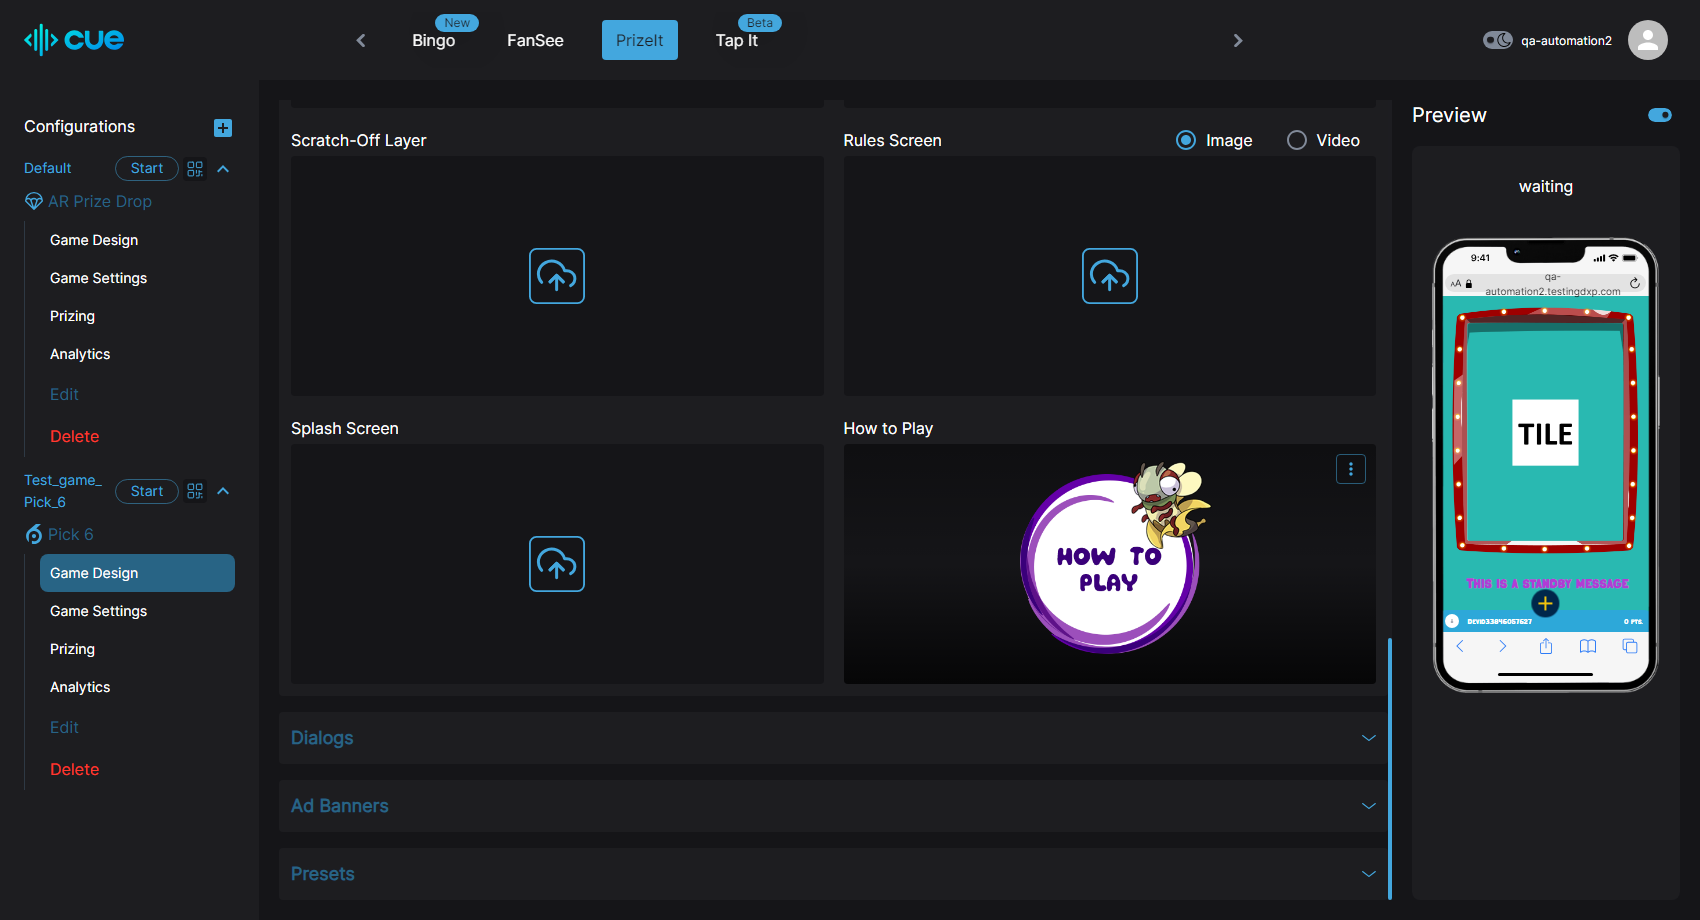 cue
New
Bingo
FanSee
PrizeIt
Beta
Tap It
qa-automation2
Configurations
Default
Start
AR Prize Drop
Game Design
Game Settings
Prizing
Analytics
Edit
Delete
Test_game_
Pick_6
Start
Pick 6
Game Design
Game Settings
Prizing
Analytics
Edit
Delete
Scratch-Off Layer
Rules Screen
Image
Video
Splash Screen
How to Play
HOW TO
PLAY
Dialogs
Ad Banners
Presets
Preview
waiting
9:41
AA
qa-
automation2.testingdxp.com
TILE
THIS IS A STANDBY MESSAGE
0 PTS.